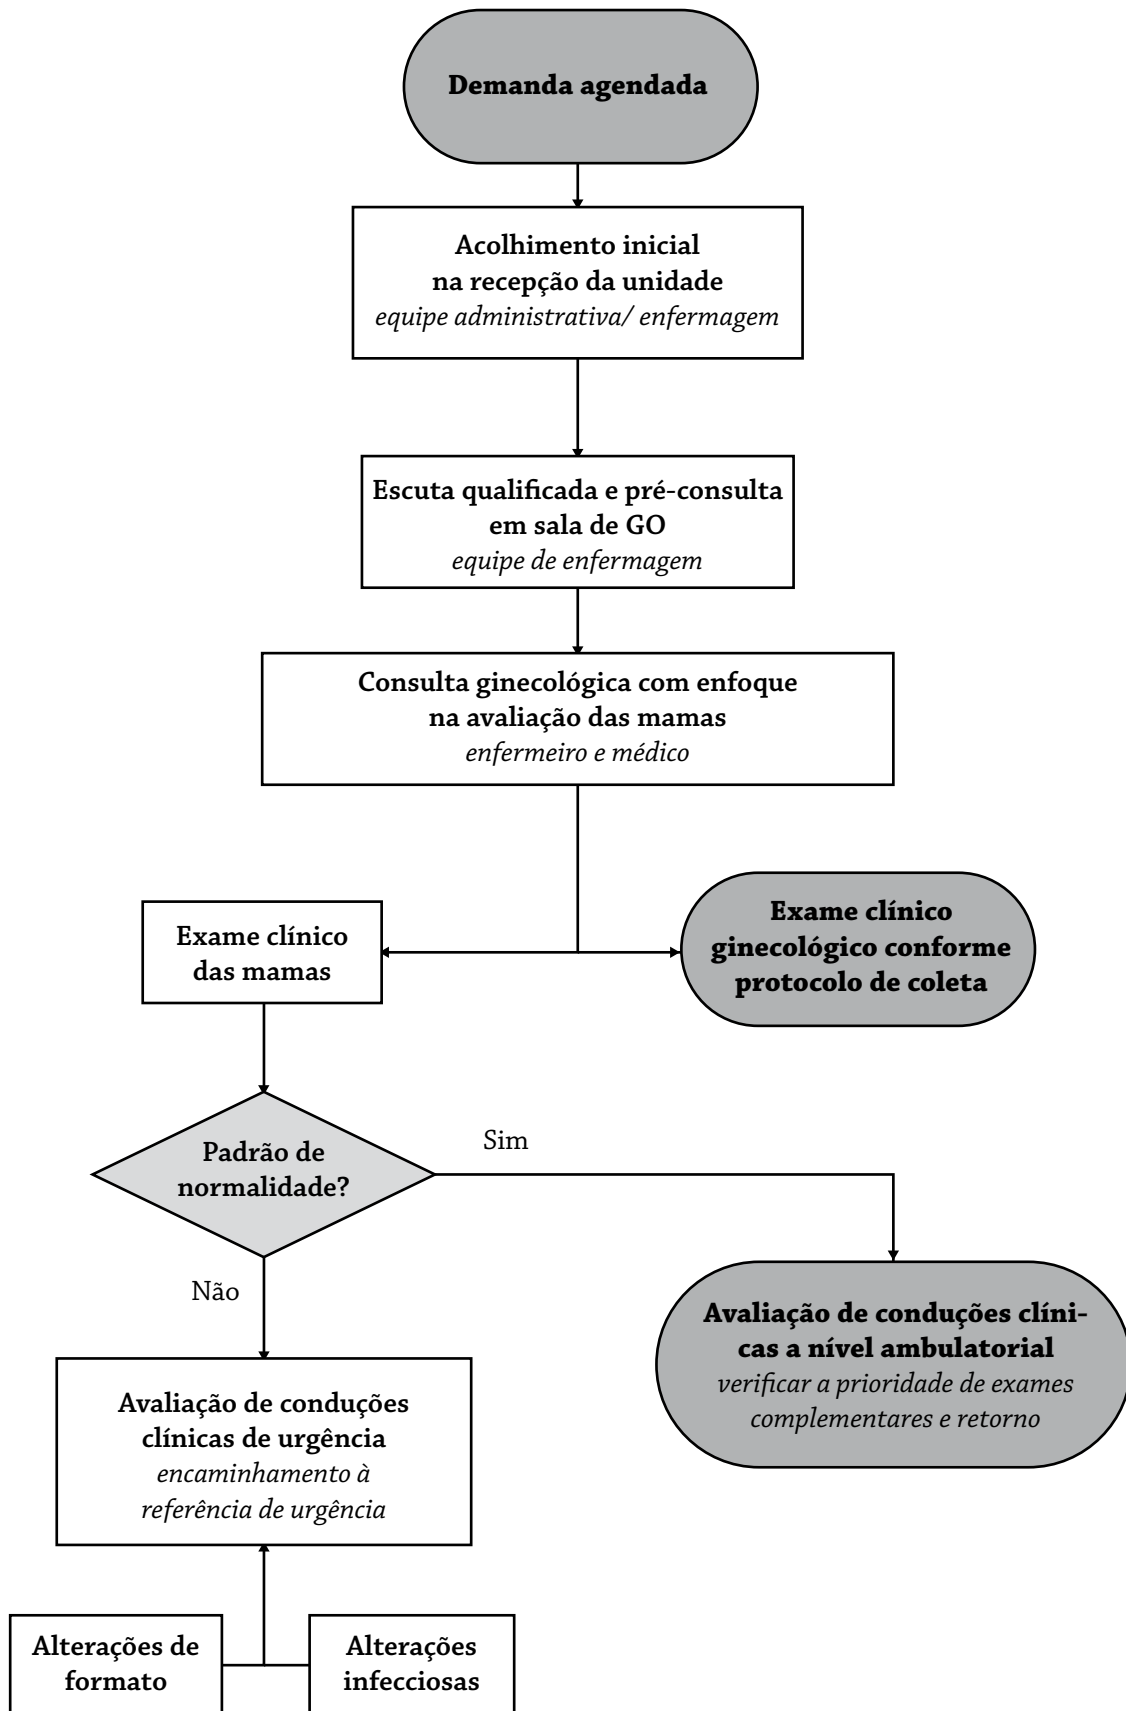 Demanda agendada
Acolhimento inicial
na recepção da unidade
equipe administrativa/ enfermagem
Escuta qualificada e pré-consulta
em sala de GO
equipe de enfermagem
Consulta ginecológica com enfoque
na avaliação das mamas
enfermeiro e médico
Exame clínico
das mamas
Exame clínico
ginecológico conforme
protocolo de coleta
Padrão de
normalidade?
Sim
Não
Avaliação de conduções clíni-
cas a nível ambulatorial
verificar a prioridade de exames
complementares e retorno
Avaliação de conduções
clínicas de urgência
encaminhamento à
referência de urgência
Alterações de
formato
Alterações
infecciosas